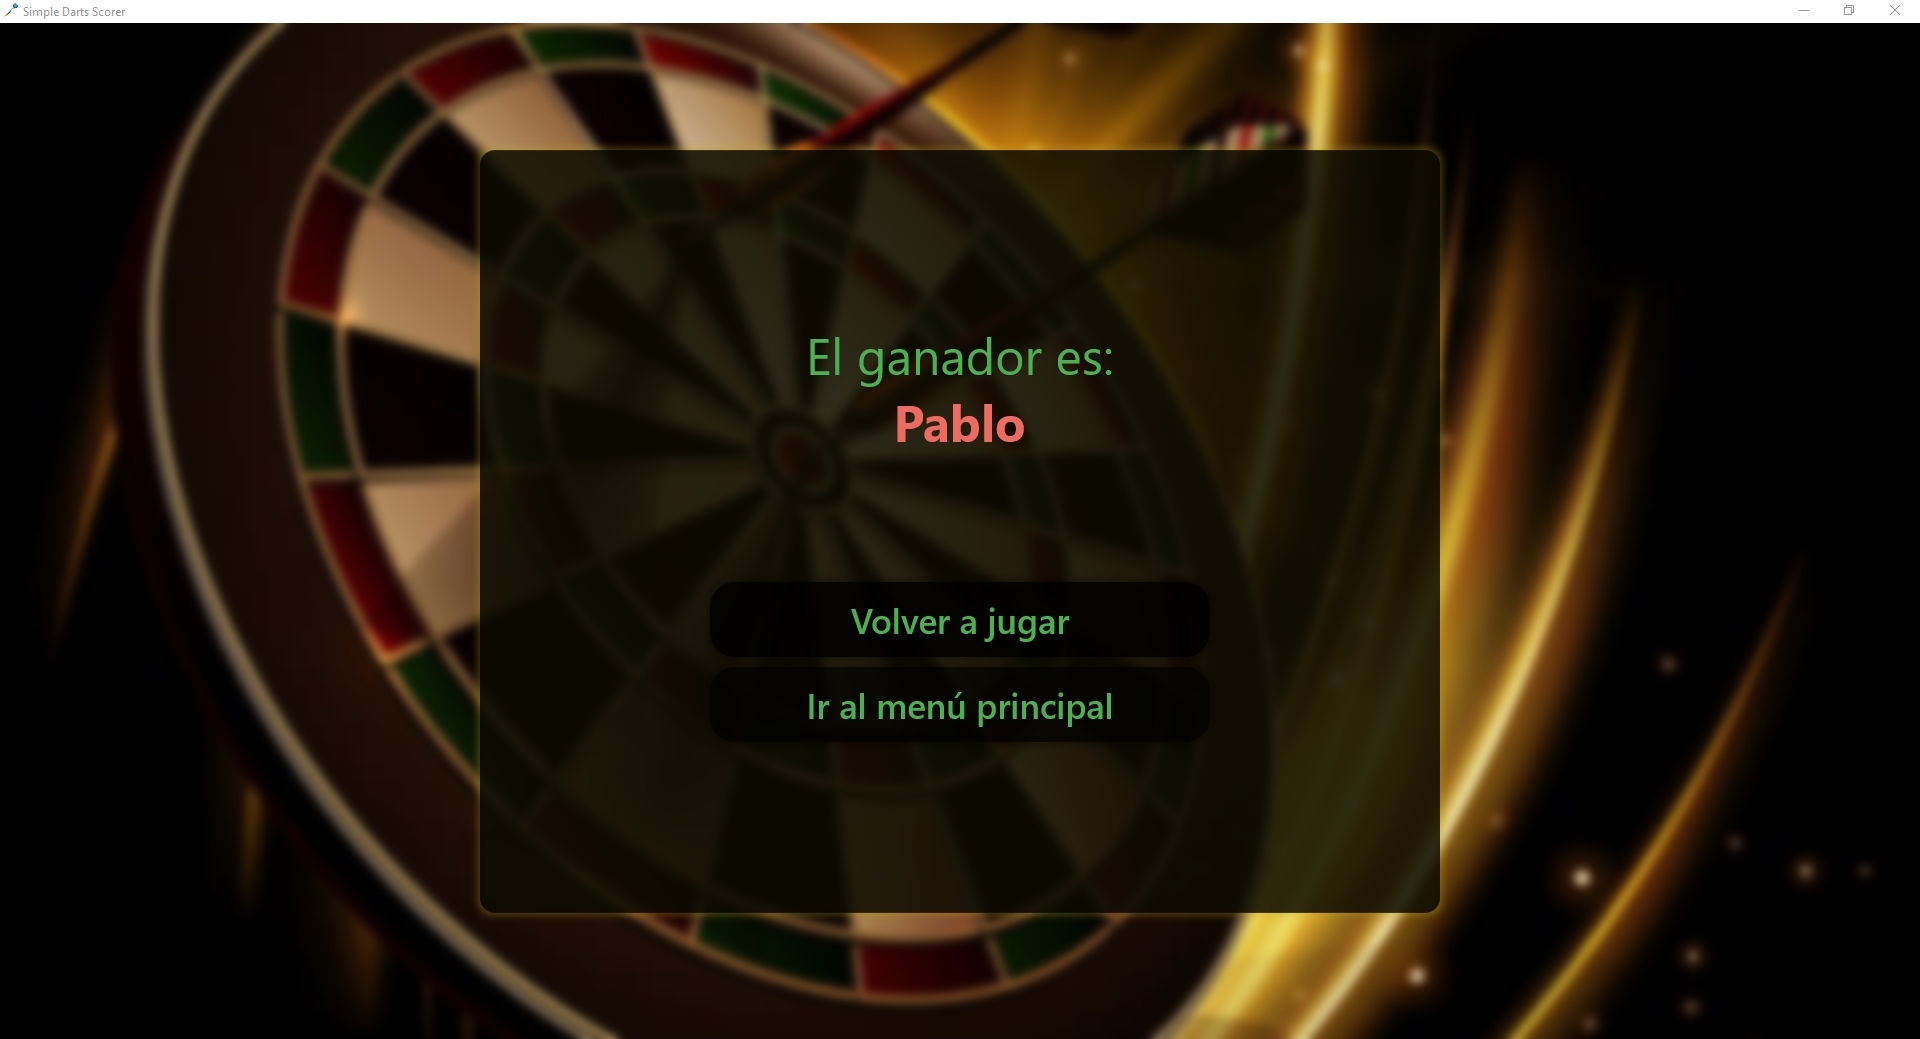 Simple Darts Scorer
El ganador es:
Pablo
Volver a jugar
Ir al menú principal